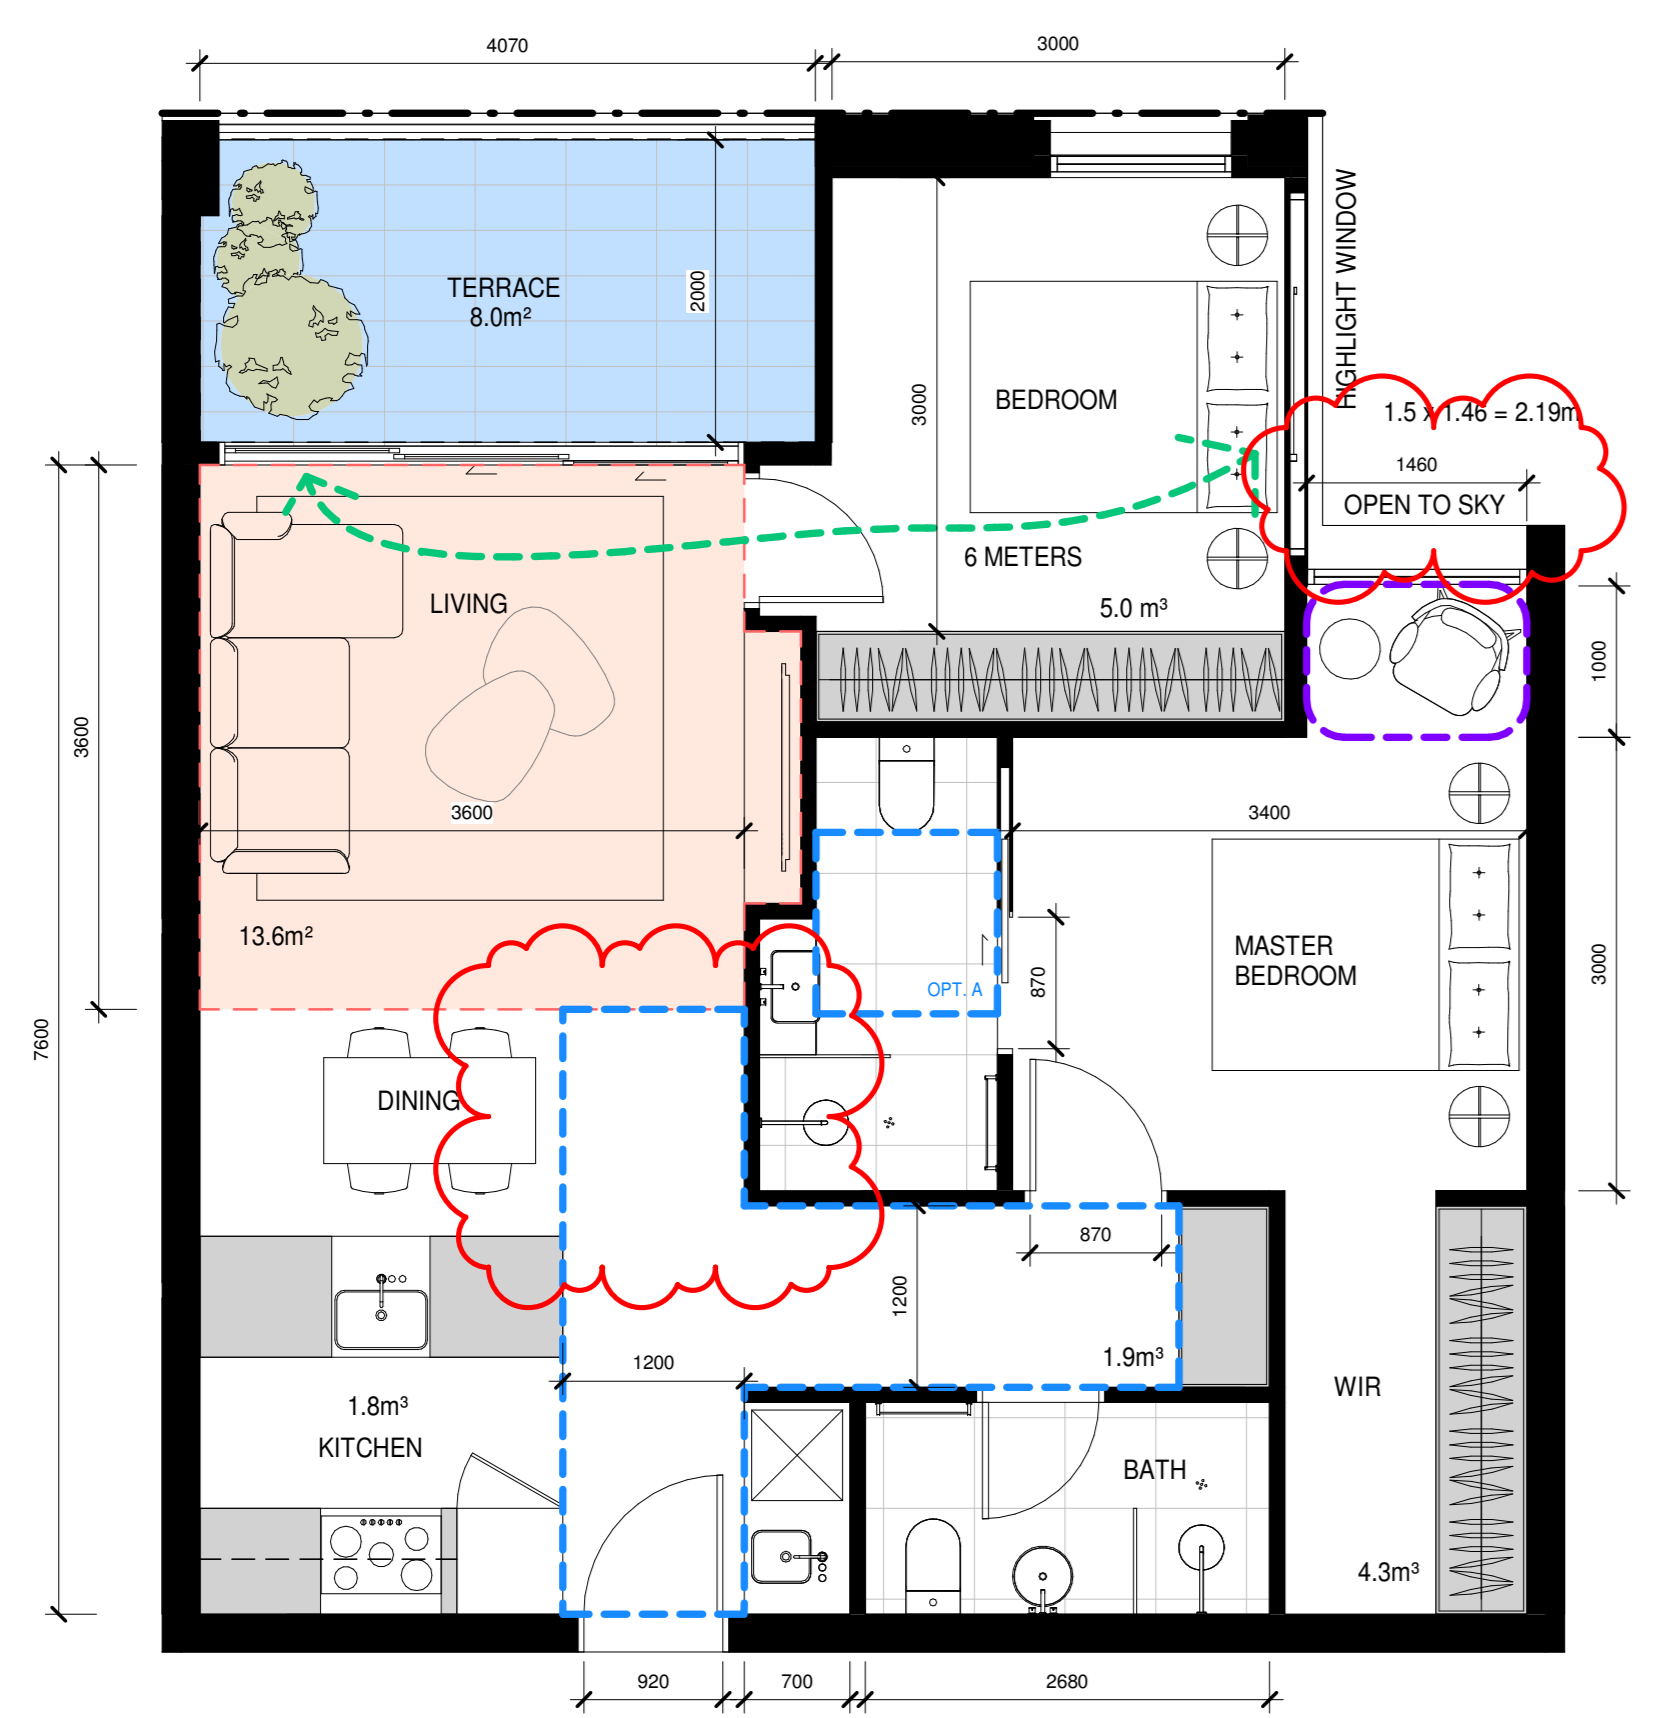 4070
3000
HIGHLIGHT WINDOW
TERRACE
8.0m²
2000
3000
BEDROOM
1.5 x 1.46 = 2.19m
1460
OPEN TO SKY
6 METERS
5.0 m³
LIVING
1000
3600
7600
3600
3400
13.6m²
OPT. A
870
MASTER
BEDROOM
3000
DINING
870
1200
1.9m³
1200
1.8m³
KITCHEN
WIR
BATH
4.3m³
920
700
2680